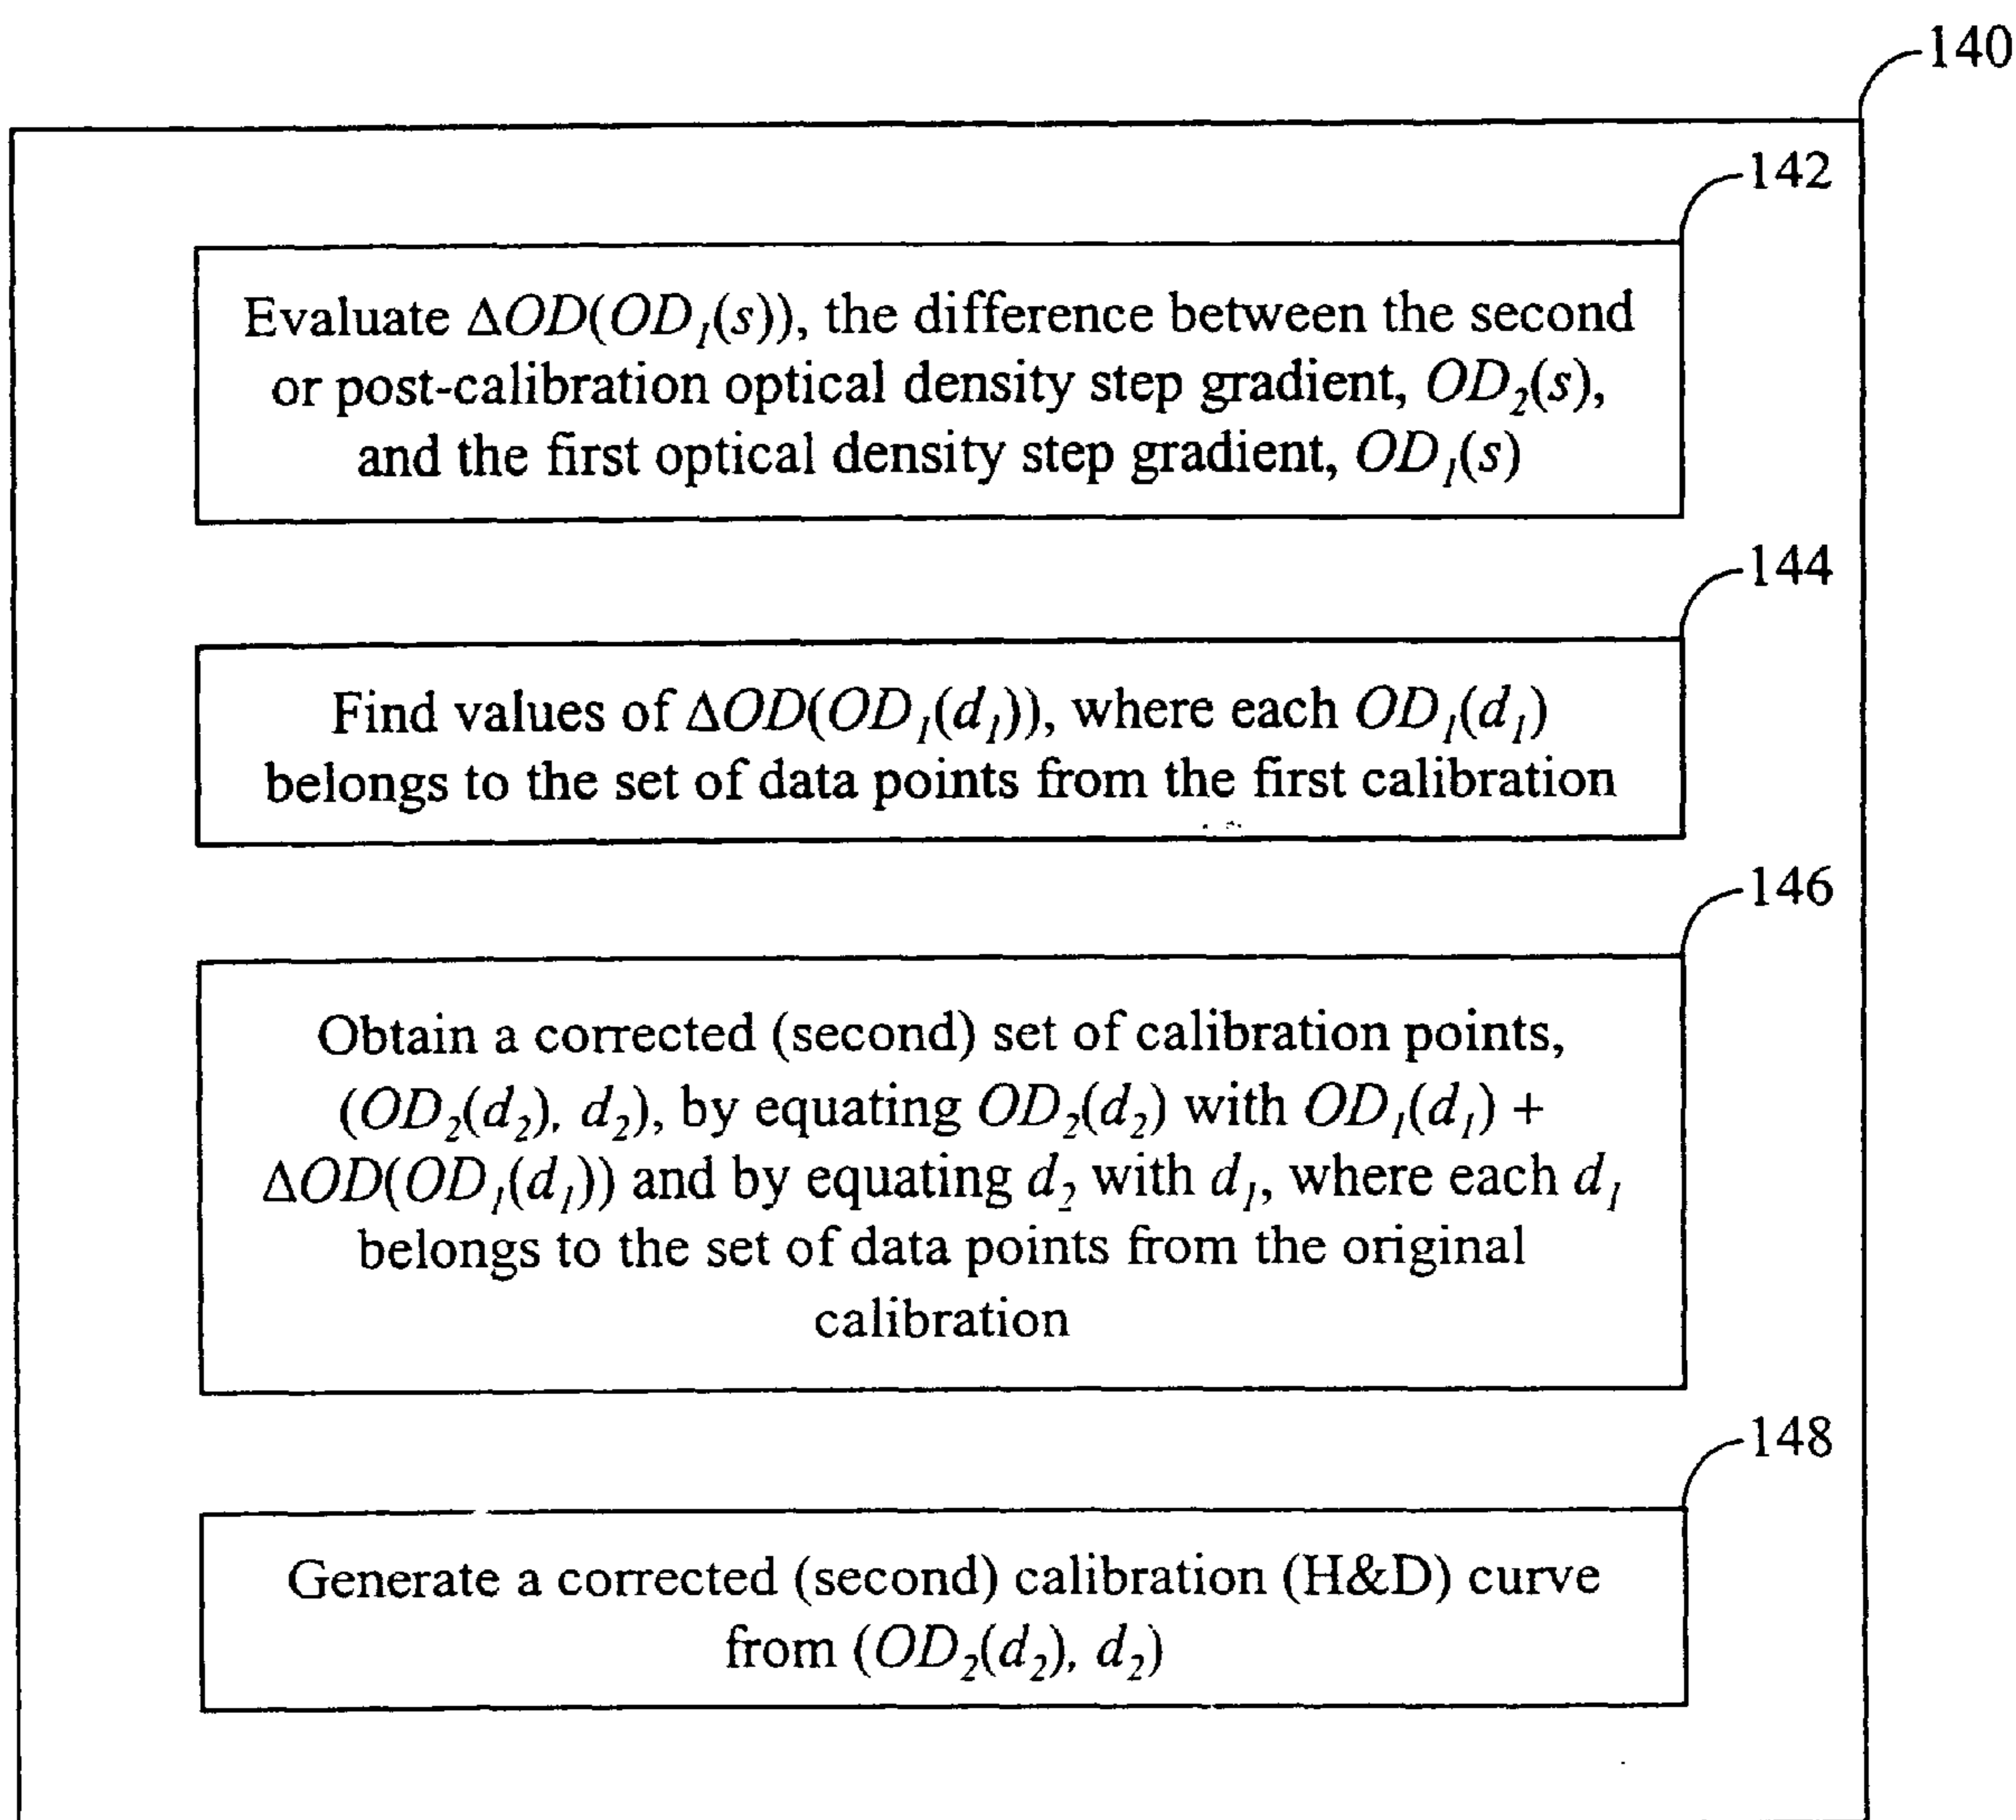 140
142
Evaluate ΔOD(OD₁(s)), the difference between the second
or post-calibration optical density step gradient, OD₂(s),
and the first optical density step gradient, OD₁(s)
144
Find values of ΔOD(OD₁(d₁)), where each OD₁(d₁)
belongs to the set of data points from the first calibration
146
Obtain a corrected (second) set of calibration points,
(OD₂(d₂), d₂), by equating OD₂(d₂) with OD₁(d₁) +
ΔOD(OD₁(d₁)) and by equating d₂ with d₁, where each d₁
belongs to the set of data points from the original
calibration
148
Generate a corrected (second) calibration (H&D) curve
from (OD₂(d₂), d₂)